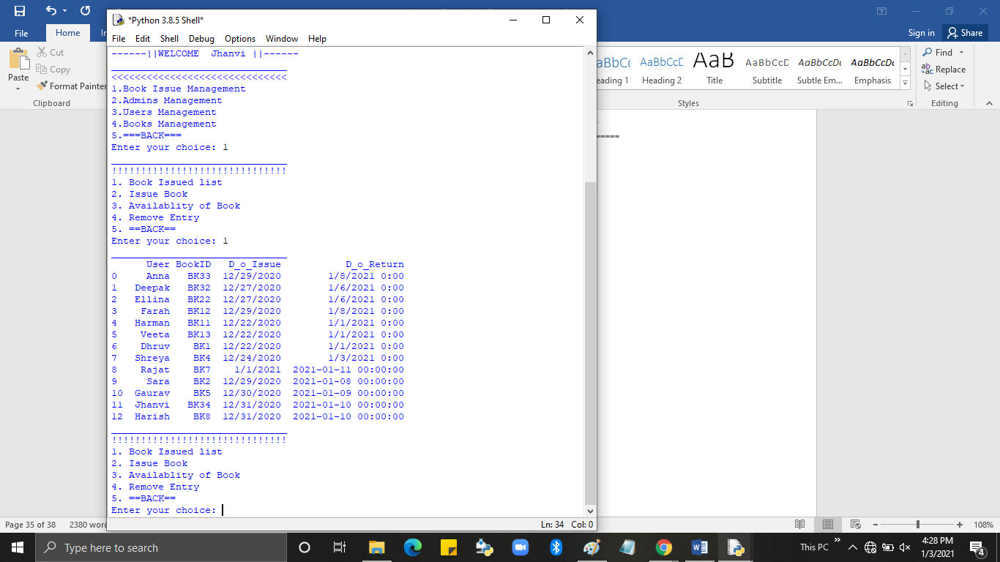 *Python 3.8.5 Shell*
File Edit Shell Debug Options Window Help
File Home
Sign in Share
Paste
Cut
Copy
Format Painter
Clipboard
------||WELCOME  Jhanvi ||------
______________________________
<<<<<<<<<<<<<<<<<<<<<<<<<<<<<<
1.Book Issue Management
2.Admins Management
3.Users Management
4.Books Management
5.===BACK===
Enter your choice: 1
______________________________
!!!!!!!!!!!!!!!!!!!!!!!!!!!!!!
1. Book Issued list
2. Issue Book
3. Availablity of Book
4. Remove Entry
5. ==BACK==
Enter your choice: 1
______________________________
User BookID D_o_Issue D_o_Return
0 Anna BK33 12/29/2020 1/8/2021 0:00
1 Deepak BK32 12/27/2020 1/6/2021 0:00
2 Ellina BK22 12/27/2020 1/6/2021 0:00
3 Farah BK12 12/29/2020 1/8/2021 0:00
4 Harman BK11 12/22/2020 1/1/2021 0:00
5 Veeta BK13 12/22/2020 1/1/2021 0:00
6 Dhruv BK1 12/22/2020 1/1/2021 0:00
7 Shreya BK4 12/24/2020 1/3/2021 0:00
8 Rajat BK7 1/1/2021 2021-01-11 00:00:00
9 Sara BK2 12/29/2020 2021-01-08 00:00:00
10 Gaurav BK5 12/30/2020 2021-01-09 00:00:00
11 Jhanvi BK34 12/31/2020 2021-01-10 00:00:00
12 Harish BK8 12/31/2020 2021-01-10 00:00:00
______________________________
!!!!!!!!!!!!!!!!!!!!!!!!!!!!!!
1. Book Issued list
2. Issue Book
3. Availablity of Book
4. Remove Entry
5. ==BACK==
Enter your choice:
Ln: 34 Col: 0
aBbCc AaBbCcD AaB AaBbCcD AaBbCcDc AaBbCcDc
eading 1 Heading 2 Title Subtitle Subtle Em... Emphasis
Styles
Find
Replace
Select
Editing
=====
Page 35 of 38 2380 word
108%
Type here to search
This PC
4:28 PM
1/3/2021
4